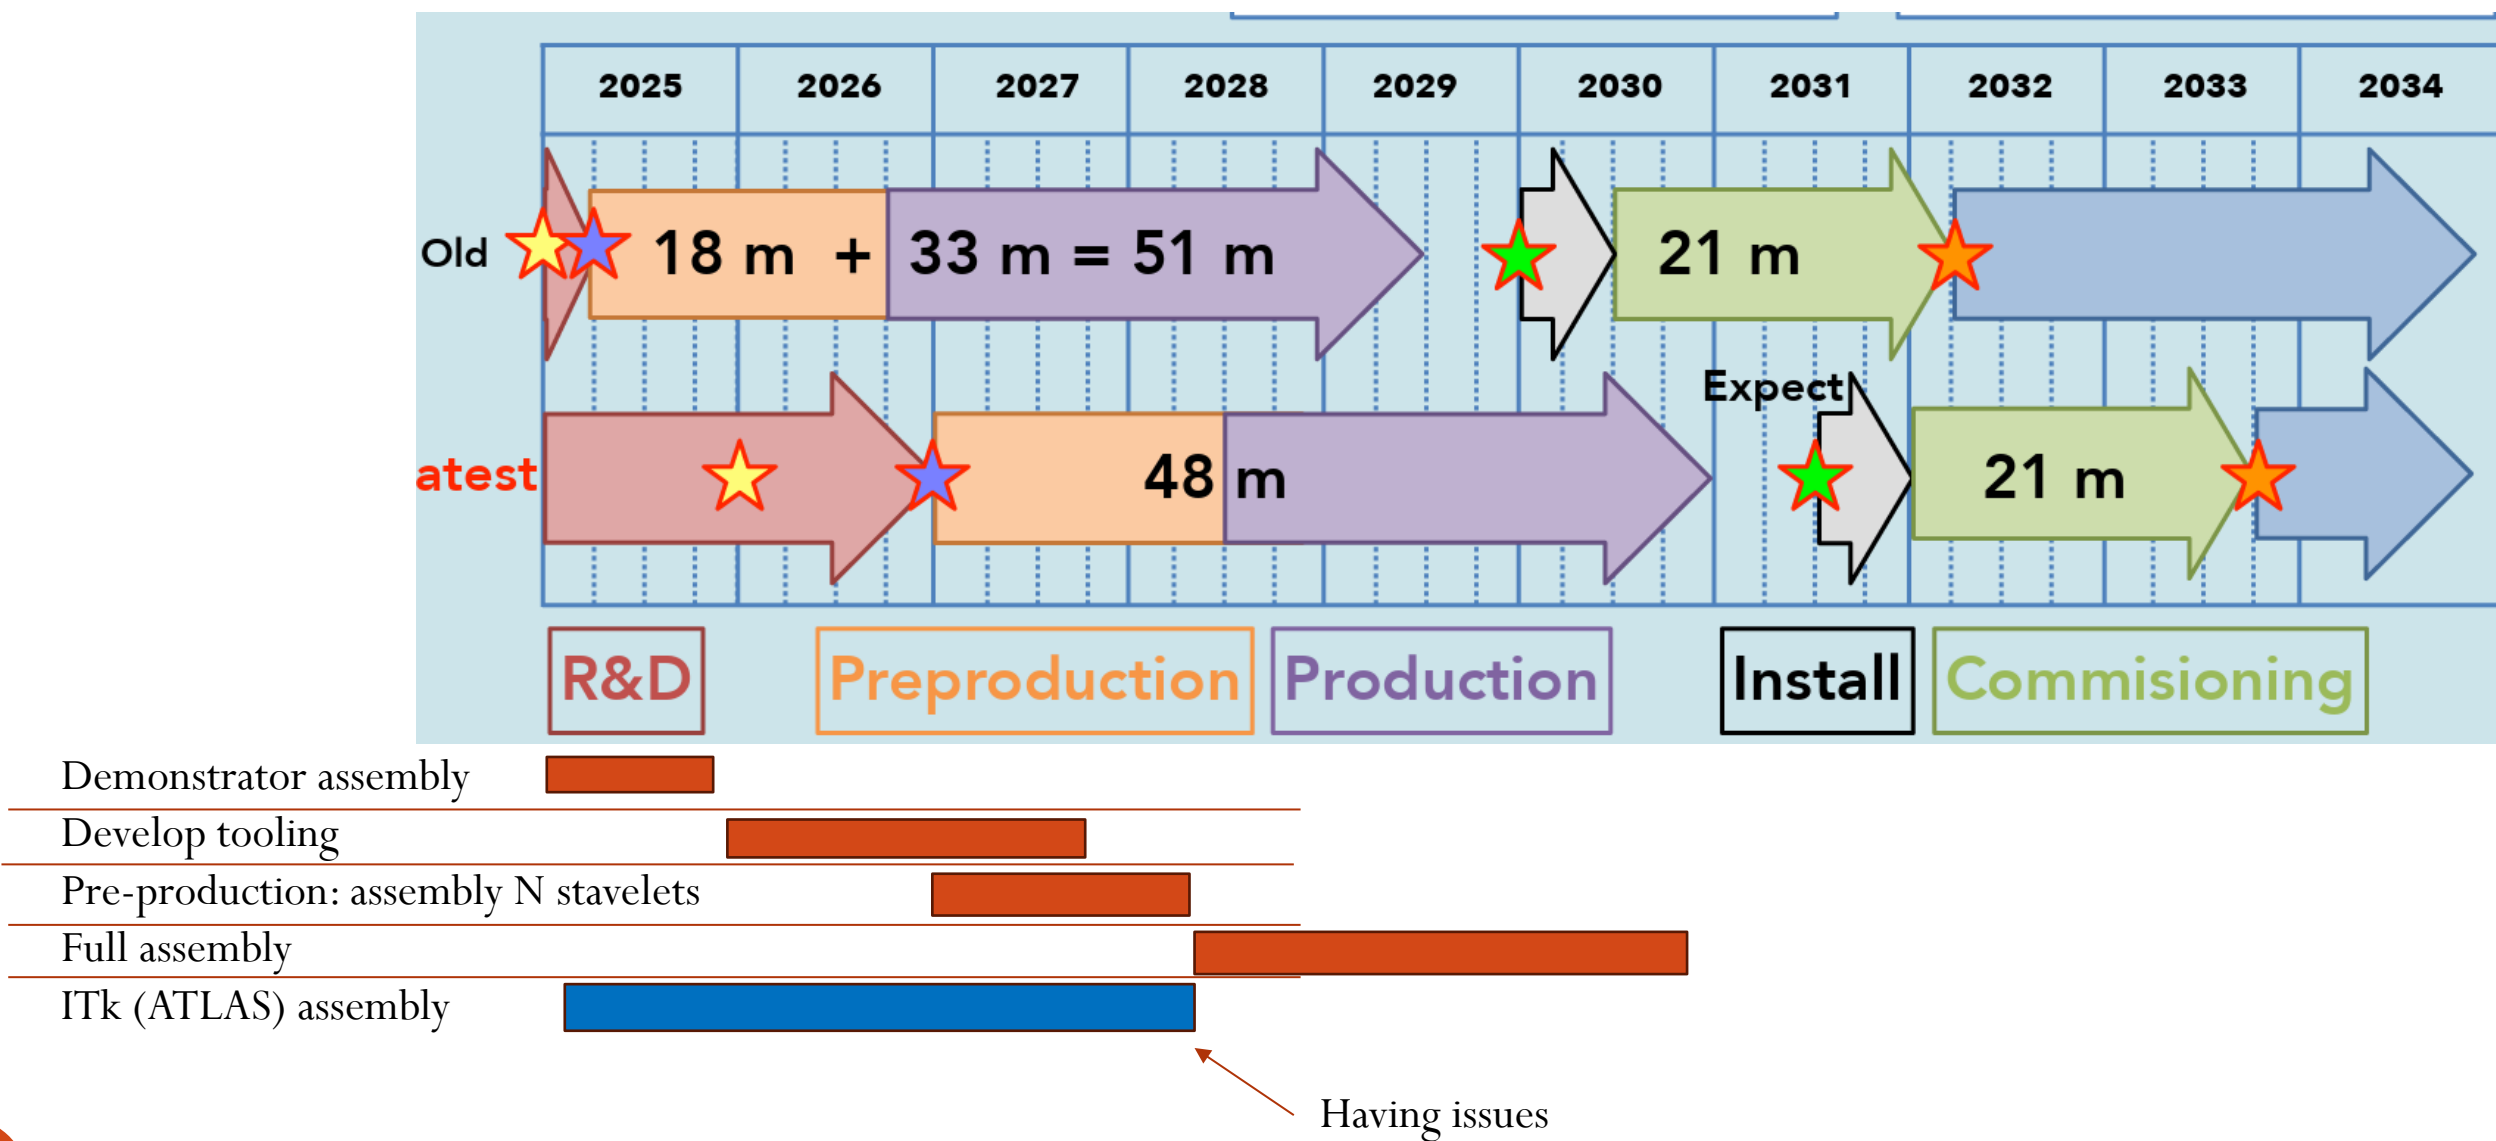 2025 2026 2027 2028 2029 2030 2031 2032 2033 2034
Old 18 m + 33 m = 51 m 21 m
Expect
atest 48 m 21 m
R&D Preproduction Production Install Commisioning
Demonstrator assembly
Develop tooling
Pre-production: assembly N stavelets
Full assembly
ITk (ATLAS) assembly
Having issues